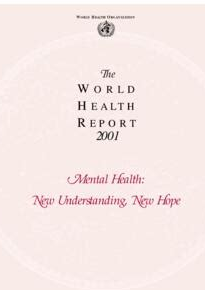 WORLD HEALTH ORGANIZATION
The
WORLD
HEALTH
REPORT
2001
Mental Health:
New Understanding, New Hope